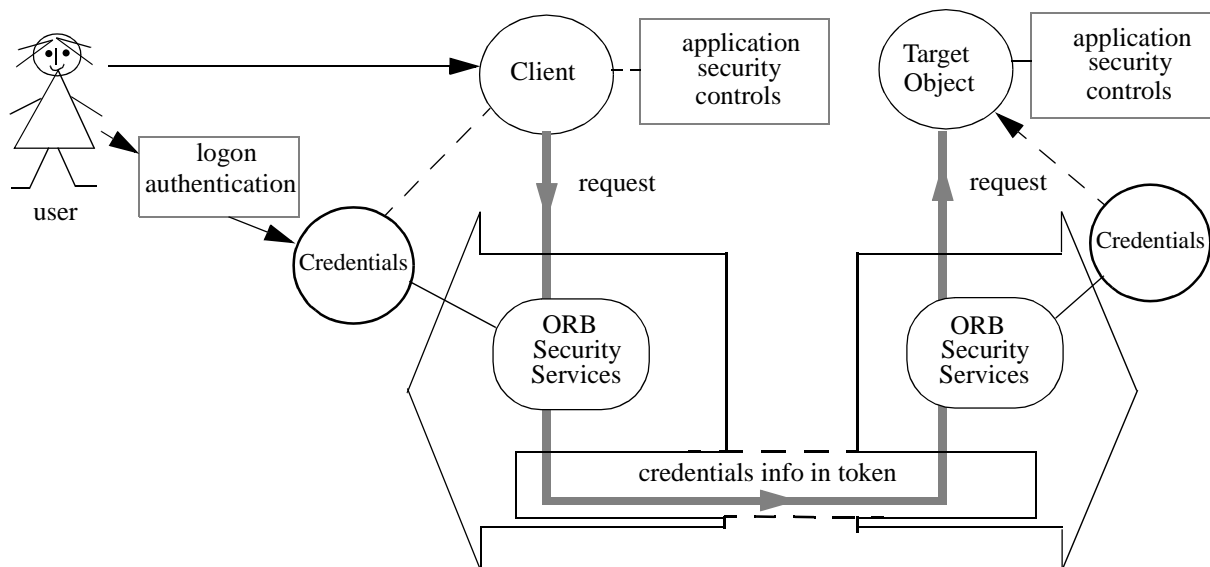 Client
application
security
controls
Target
Object
application
security
controls
logon
authentication
user
request
request
Credentials
Credentials
ORB
Security
Services
ORB
Security
Services
credentials info in token